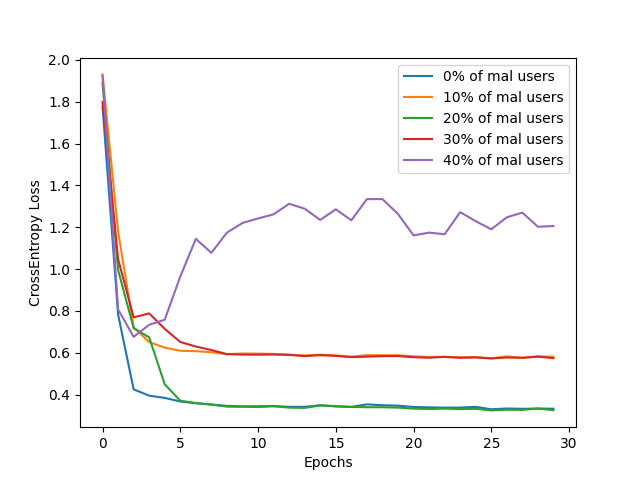 2.0
1.8
1.6
1.4
1.2
1.0
0.8
0.6
0.4
CrossEntropy Loss
0% of mal users
10% of mal users
20% of mal users
30% of mal users
40% of mal users
0 5 10 15 20 25 30
Epochs